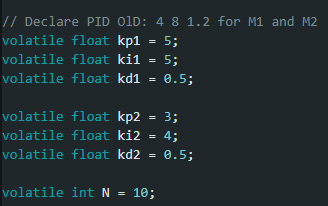 // Declare PID OlD: 4 8 1.2 for M1 and M2
volatile float kp1 = 5;
volatile float ki1 = 5;
volatile float kd1 = 0.5;
volatile float kp2 = 3;
volatile float ki2 = 4;
volatile float kd2 = 0.5;
volatile int N = 10;